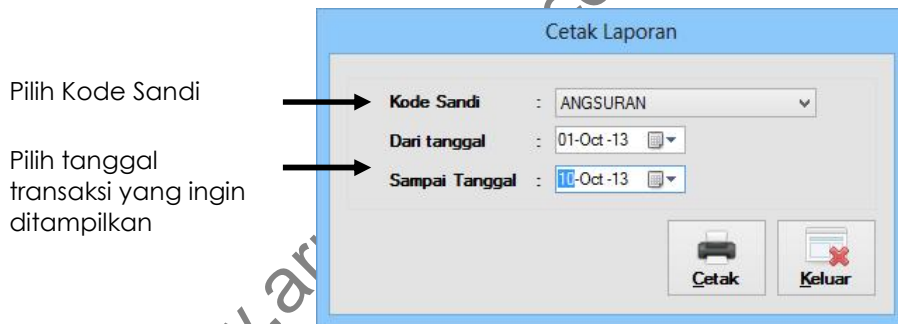 Cetak Laporan
Pilih Kode Sandi
Kode Sandi : ANGSURAN
Dari tanggal : 01-Oct -13
Pilih tanggal
transaksi yang ingin
ditampilkan
Sampai Tanggal : 10-Oct -13
Cetak
Keluar